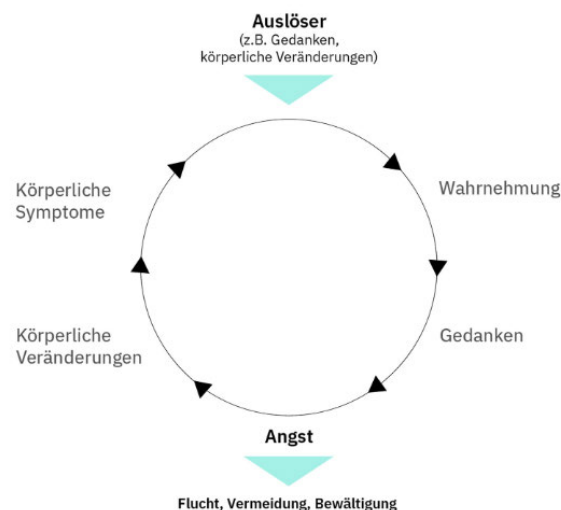 Auslöser
(z.B. Gedanken,
körperliche Veränderungen)
Wahrnehmung
Gedanken
Angst
Körperliche
Veränderungen
Körperliche
Symptome
Flucht, Vermeidung, Bewältigung